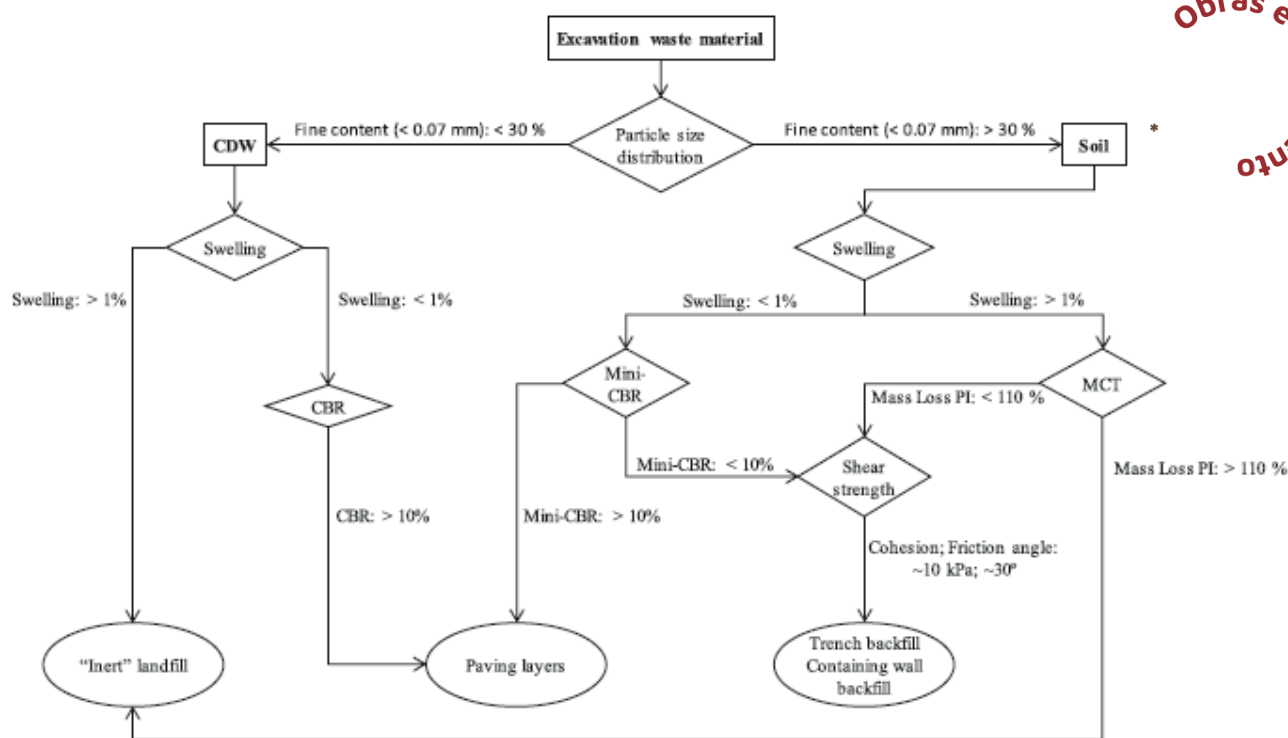 Obras e
Excavation waste material
Fine content (< 0.07 mm): < 30 %
Particle size
distribution
Fine content (< 0.07 mm): > 30 %
CDW
Soil
*
Swelling
Swelling
Swelling: > 1%
Swelling: < 1%
Swelling: < 1%
Swelling: > 1%
Mini-
CBR
MCT
CBR
Mass Loss PI: < 110 %
Mini-CBR: < 10%
Shear
strength
Mass Loss PI: > 110 %
CBR: > 10%
Mini-CBR: > 10%
Cohesion; Friction angle:
~10 kPa; ~30º
"Inert" landfill
Paving layers
Trench backfill
Containing wall
backfill